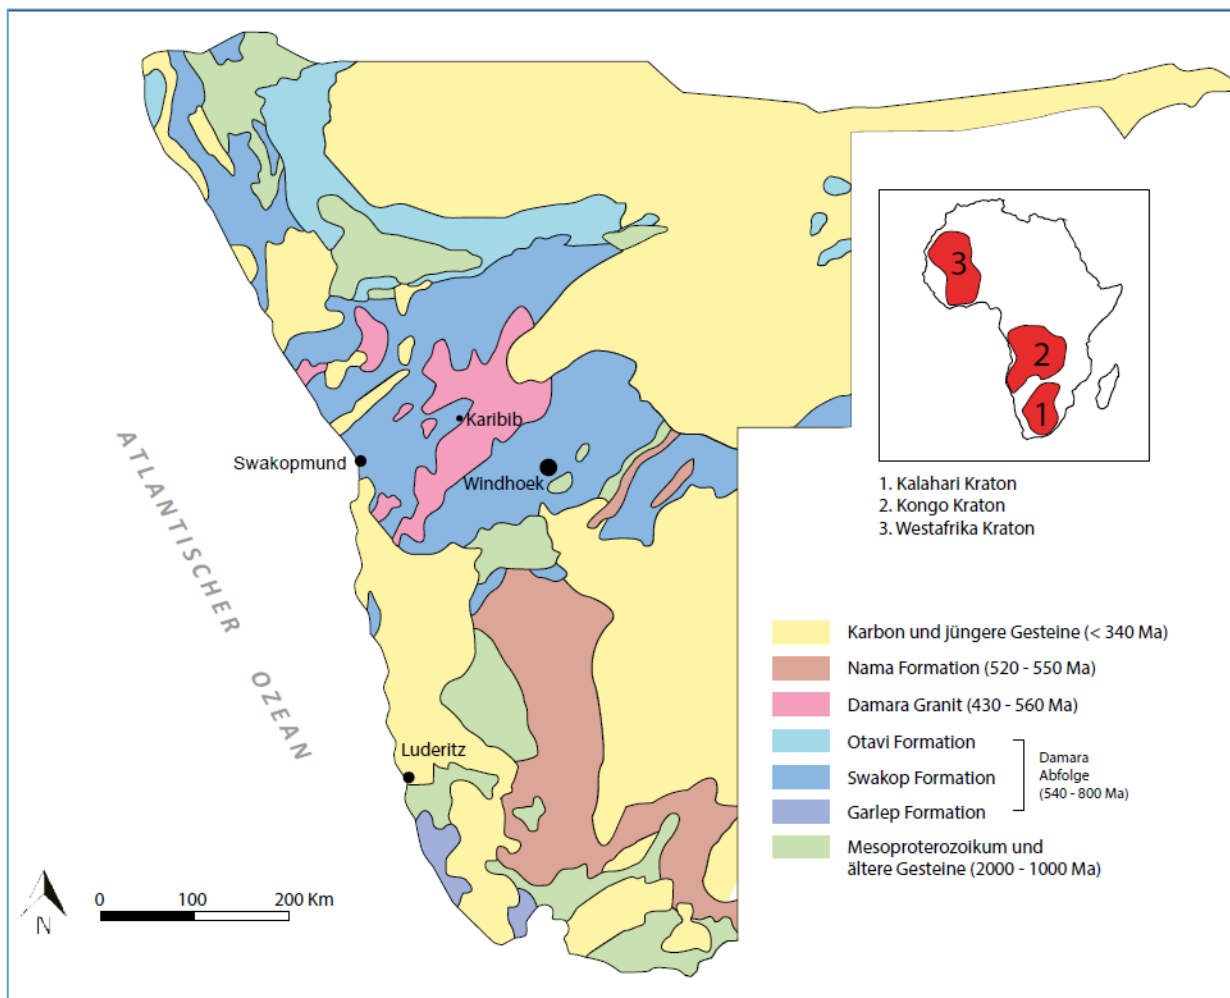 Karibib
Swakopmund
Windhoek
ATLANTISCHER OZEAN
Luderitz
N
0 100 200 Km
3
2
1
1. Kalahari Kraton
2. Kongo Kraton
3. Westafrika Kraton
Karbon und jüngere Gesteine (< 340 Ma)
Nama Formation (520 - 550 Ma)
Damara Granit (430 - 560 Ma)
Otavi Formation
Swakop Formation
Garlep Formation
Damara
Abfolge
(540 - 800 Ma)
Mesoproterozoikum und
ältere Gesteine (2000 - 1000 Ma)